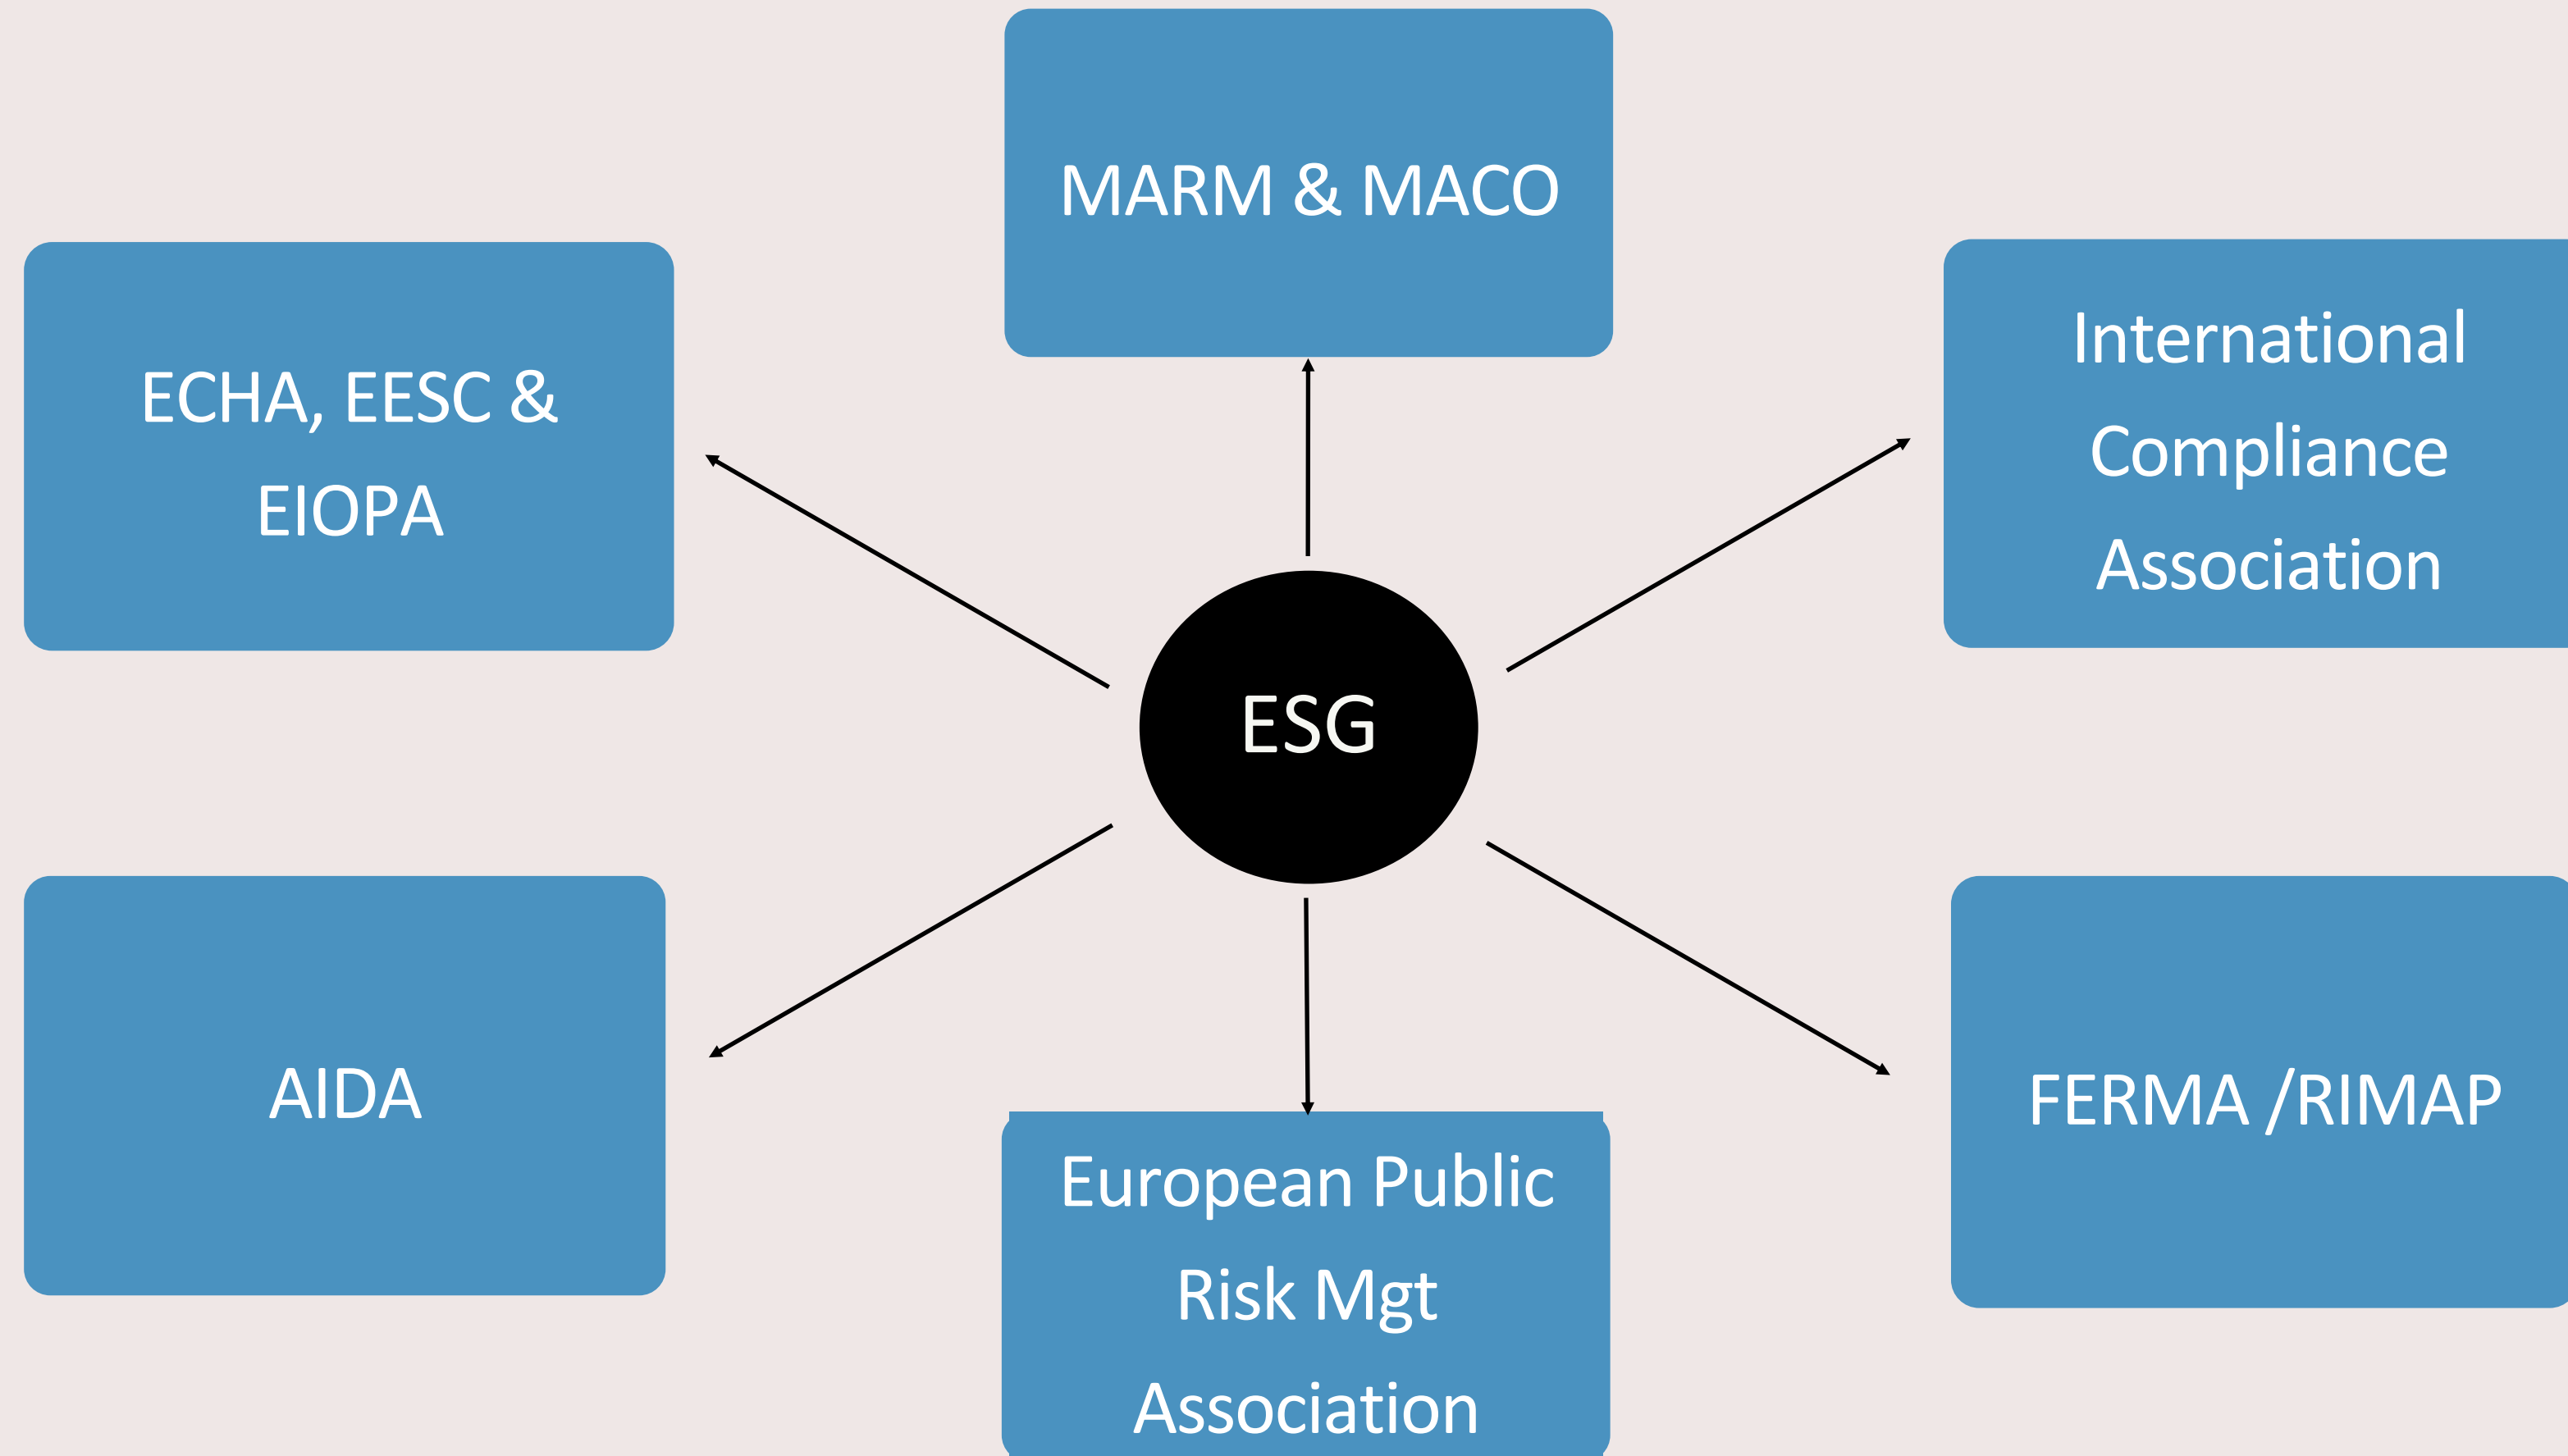 MARM & MACO
ECHA, EESC &
EIOPA
International
Compliance
Association
ESG
AIDA
FERMA /RIMAP
European Public
Risk Mgt
Association